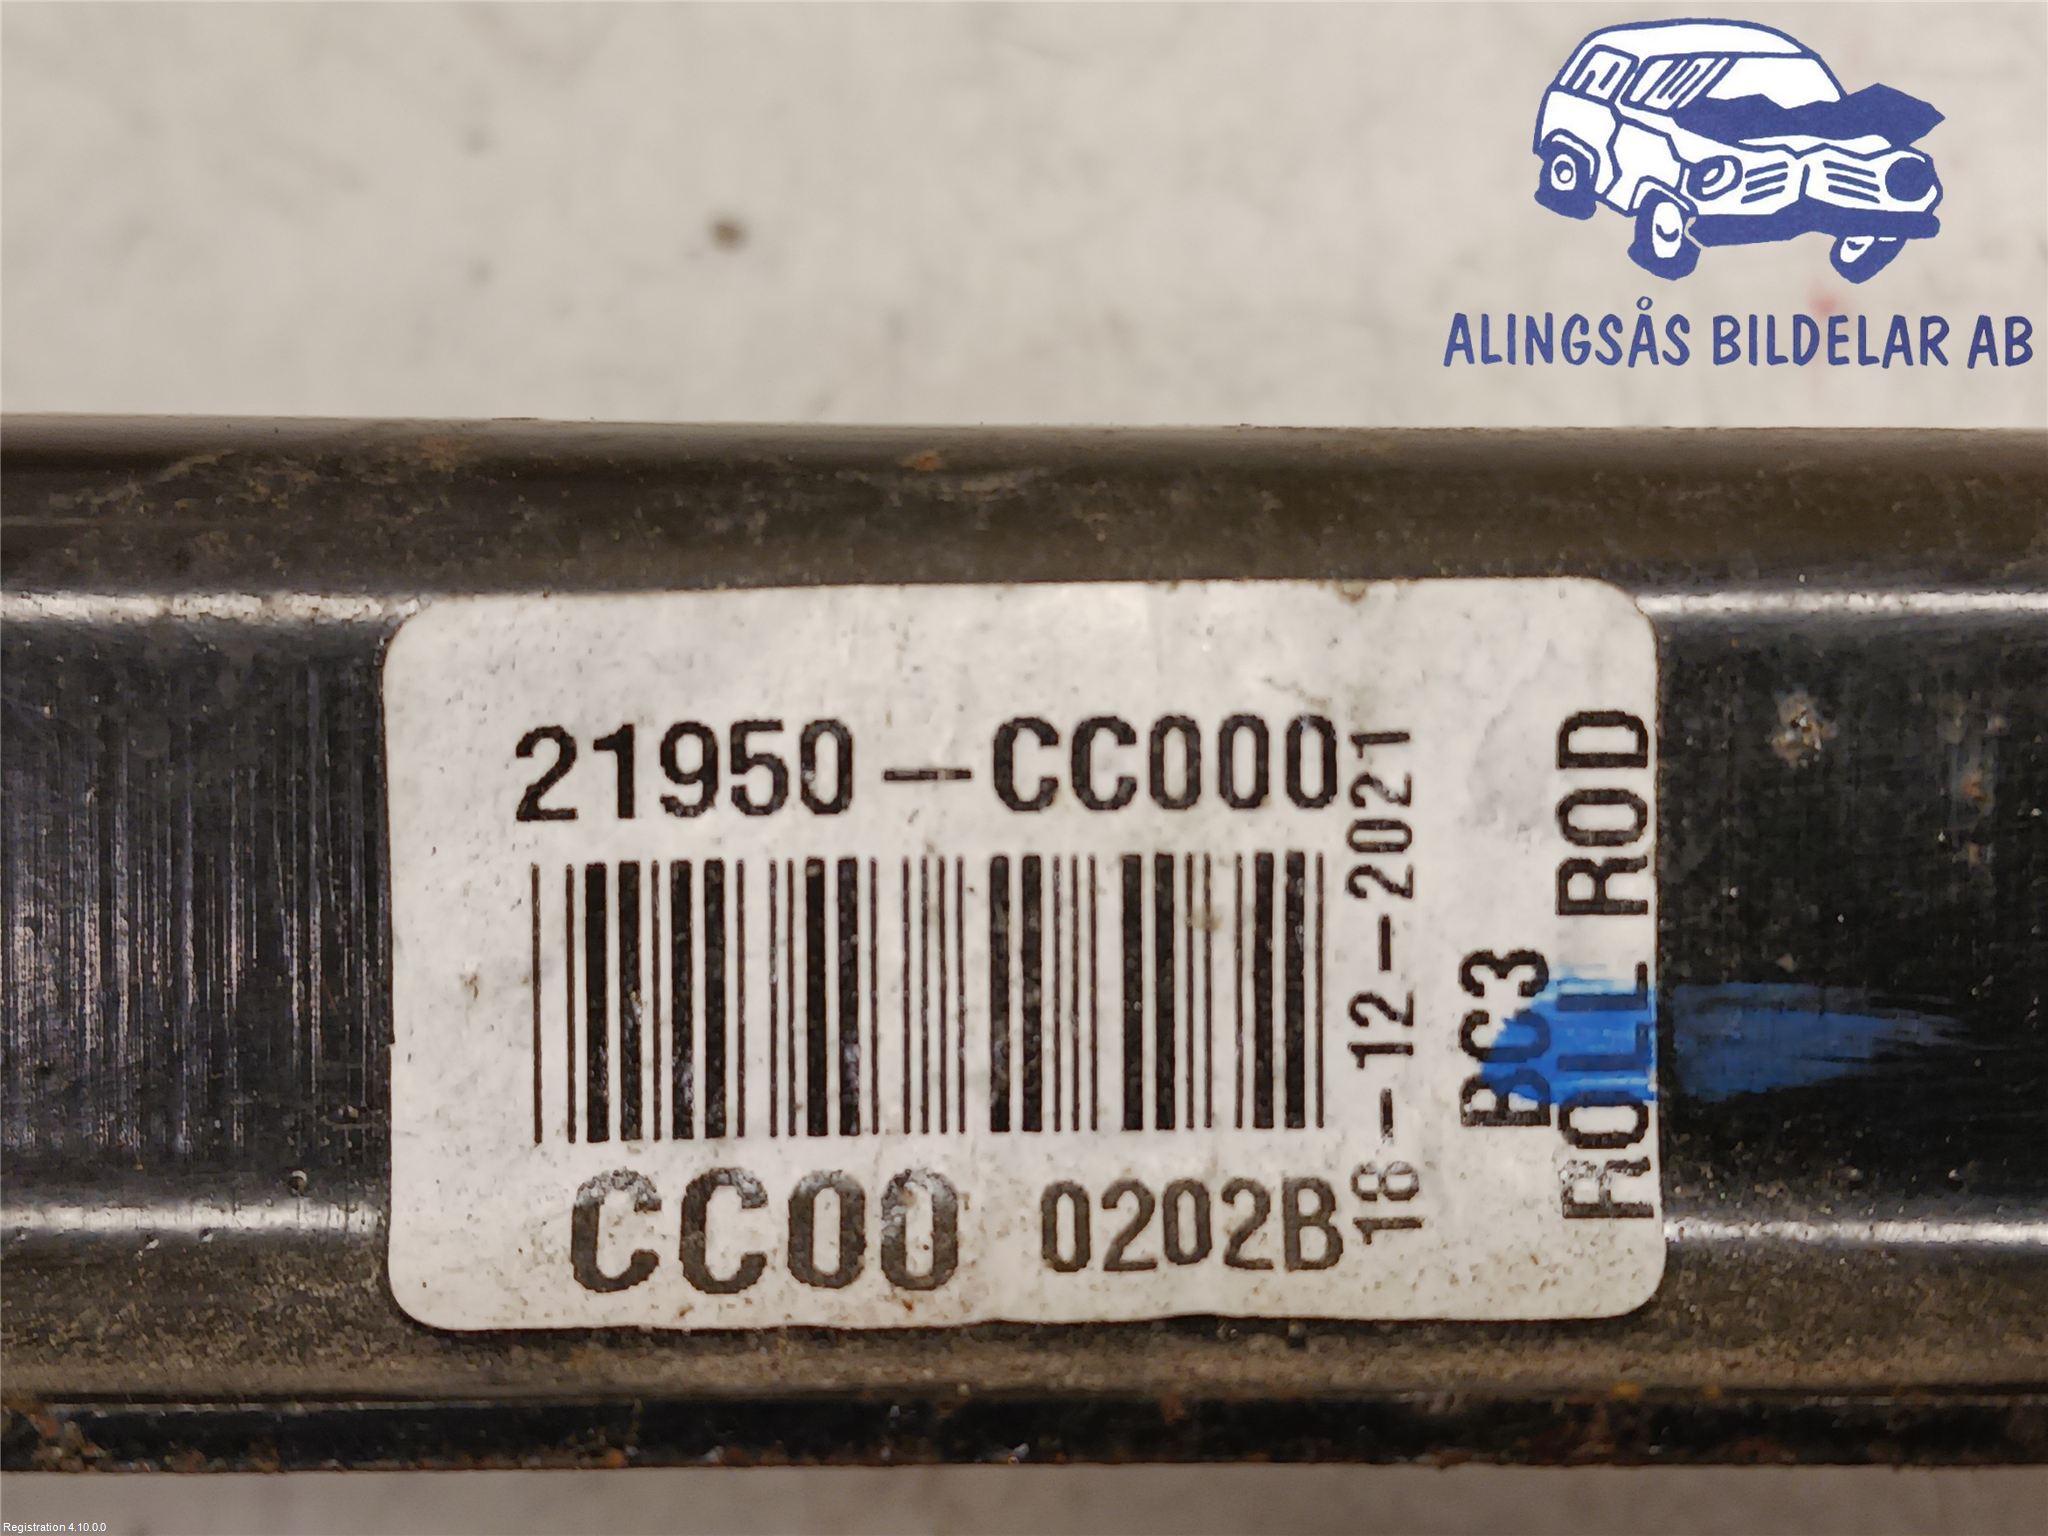 ALINGSÅS BILDELAR AB
21950-CC000
CC00 0202B
18-12-2021
BC3
ROLL ROD
Registration 4.10.0.0